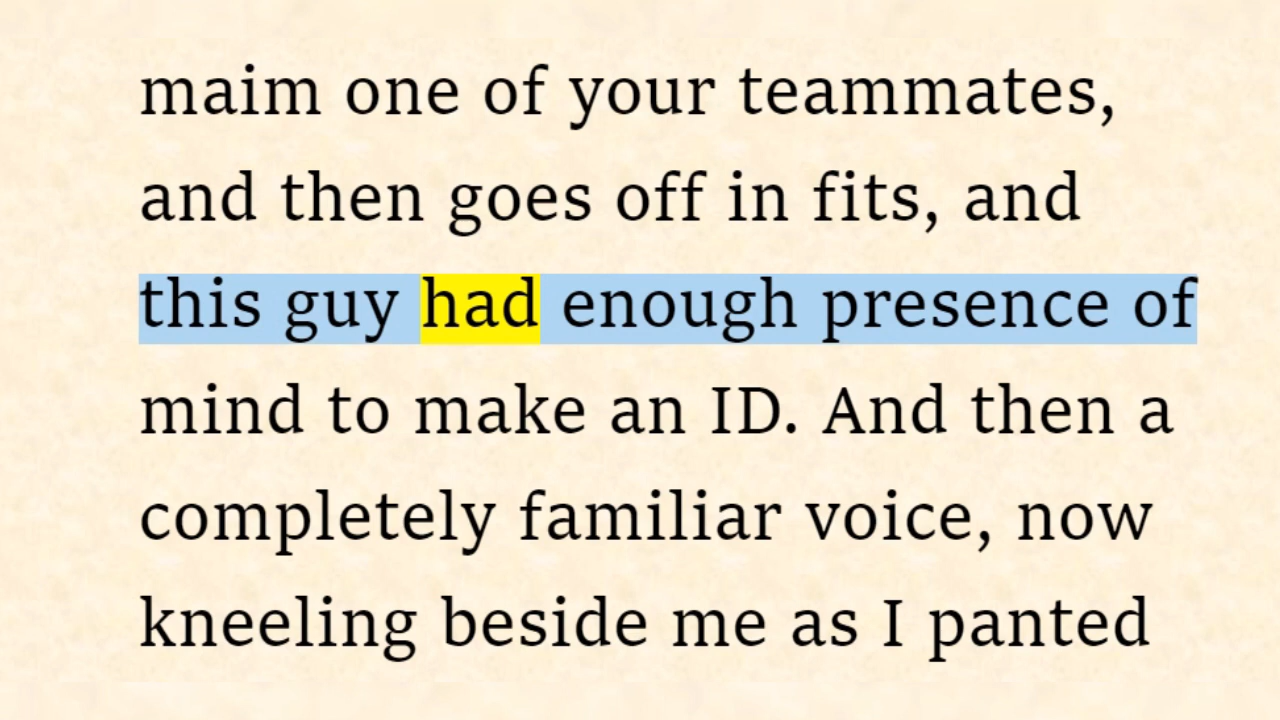 maim one of your teammates,
and then goes off in fits, and
this guy had enough presence of
mind to make an ID. And then a
completely familiar voice, now
kneeling beside me as I panted